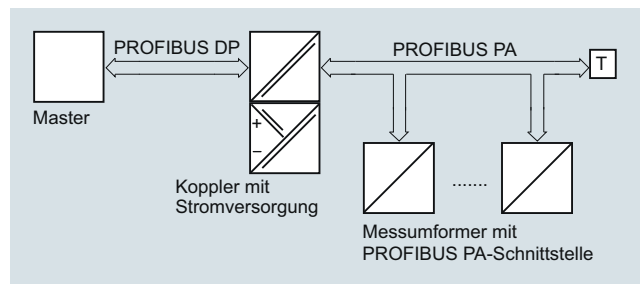 PROFIBUS DP
PROFIBUS PA
T
Master
+
–
Koppler mit
Stromversorgung
.......
Messumformer mit
PROFIBUS PA-Schnittstelle